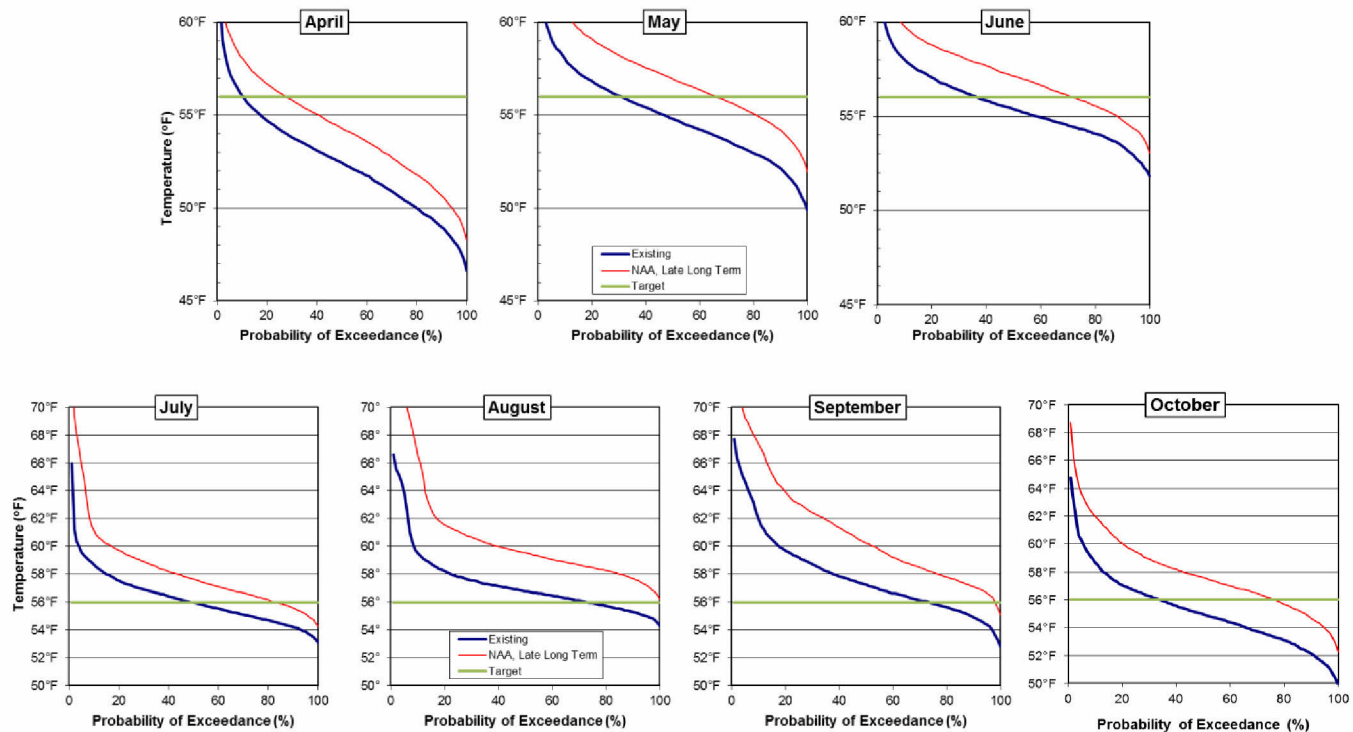 April
May
June
60°F
55°F
50°F
45°F
Temperature (°F)
0
20
40
60
80
100
Probability of Exceedance (%)
60°F
55°F
50°F
45°F
Existing
NAA, Late Long Term
Target
0
20
40
60
80
100
Probability of Exceedance (%)
60°F
55°F
50°F
45°F
0
20
40
60
80
100
Probability of Exceedance (%)
July
August
September
October
70°F
68°F
66°F
64°F
62°F
60°F
58°F
56°F
54°F
52°F
50°F
Temperature (°F)
0
20
40
60
80
100
Probability of Exceedance (%)
70°
68°
66°
64°
62°
60°
58°
56°
54°
52°
50°
Existing
NAA, Late Long Term
Target
0
20
40
60
80
100
Probability of Exceedance (%)
70°F
68°F
66°F
64°F
62°F
60°F
58°F
56°F
54°F
52°F
50°F
0
20
40
60
80
100
Probability of Exceedance (%)
70°F
68°F
66°F
64°F
62°F
60°F
58°F
56°F
54°F
52°F
50°F
0
20
40
60
80
100
Probability of Exceedance (%)